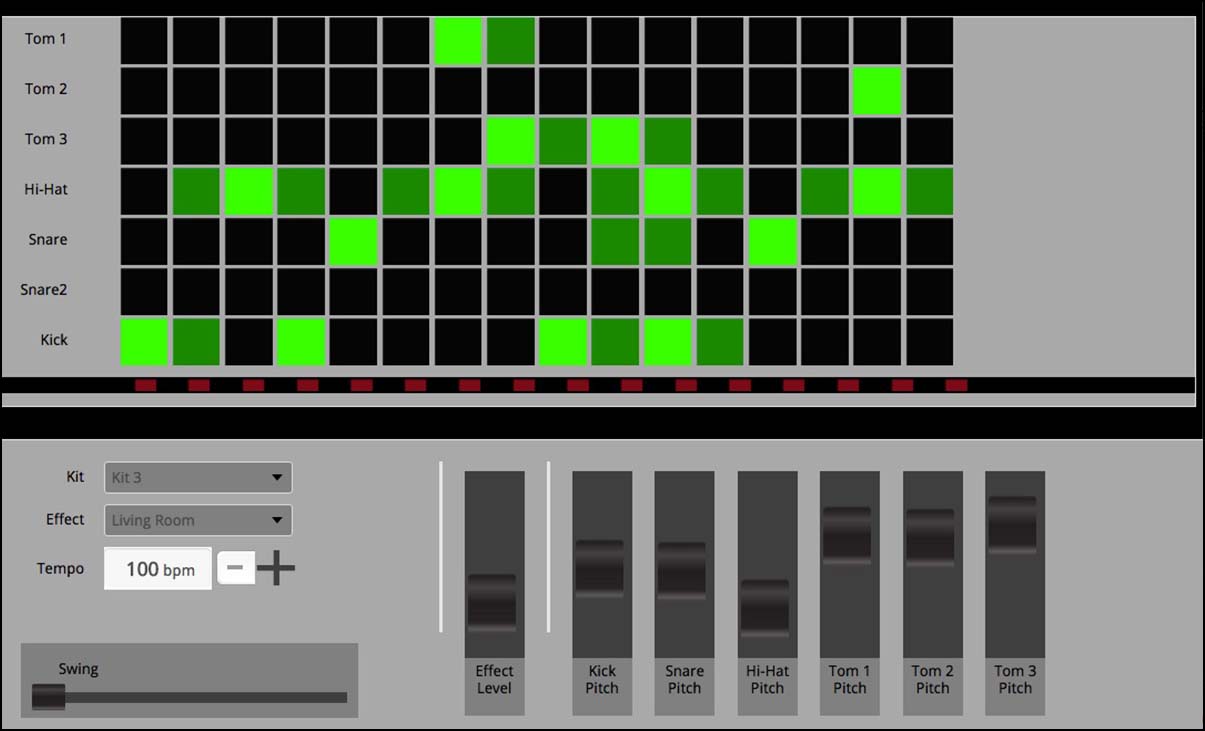 Tom 1
Tom 2
Tom 3
Hi-Hat
Snare
Snare2
Kick
Kit Kit 3
Effect Living Room
Tempo 100 bpm − +
Swing
Effect
Level
Kick
Pitch
Snare
Pitch
Hi-Hat
Pitch
Tom 1
Pitch
Tom 2
Pitch
Tom 3
Pitch